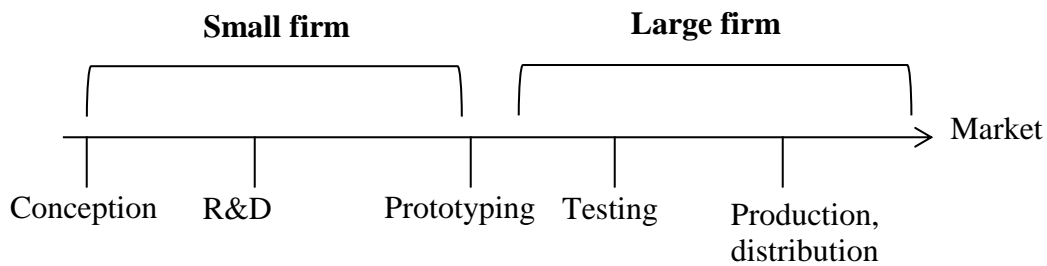 Small firm
Large firm
Market
Conception
R&D
Prototyping
Testing
Production,
distribution